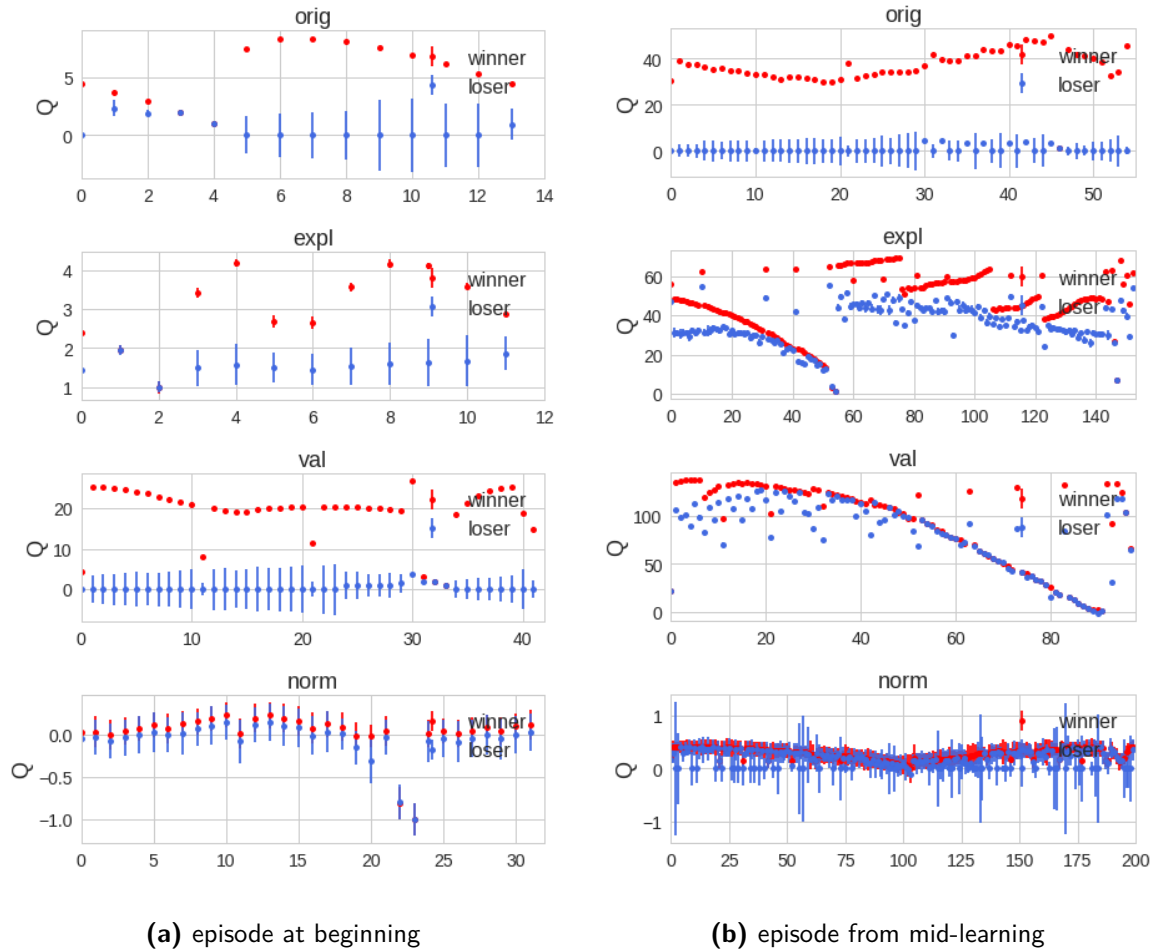 orig
Q
5
0
winner
loser
0 2 4 6 8 10 12 14
expl
Q
4
3
2
1
winner
loser
0 2 4 6 8 10 12
val
Q
20
10
0
winner
loser
0 10 20 30 40
norm
Q
0.0
−0.5
−1.0
winner
loser
0 5 10 15 20 25 30
(a) episode at beginning
orig
Q
40
20
0
winner
loser
0 10 20 30 40 50
expl
Q
60
40
20
0
winner
loser
0 20 40 60 80 100 120 140
val
Q
100
50
0
winner
loser
0 20 40 60 80
norm
Q
1
0
−1
winner
loser
0 25 50 75 100 125 150 175 200
(b) episode from mid-learning